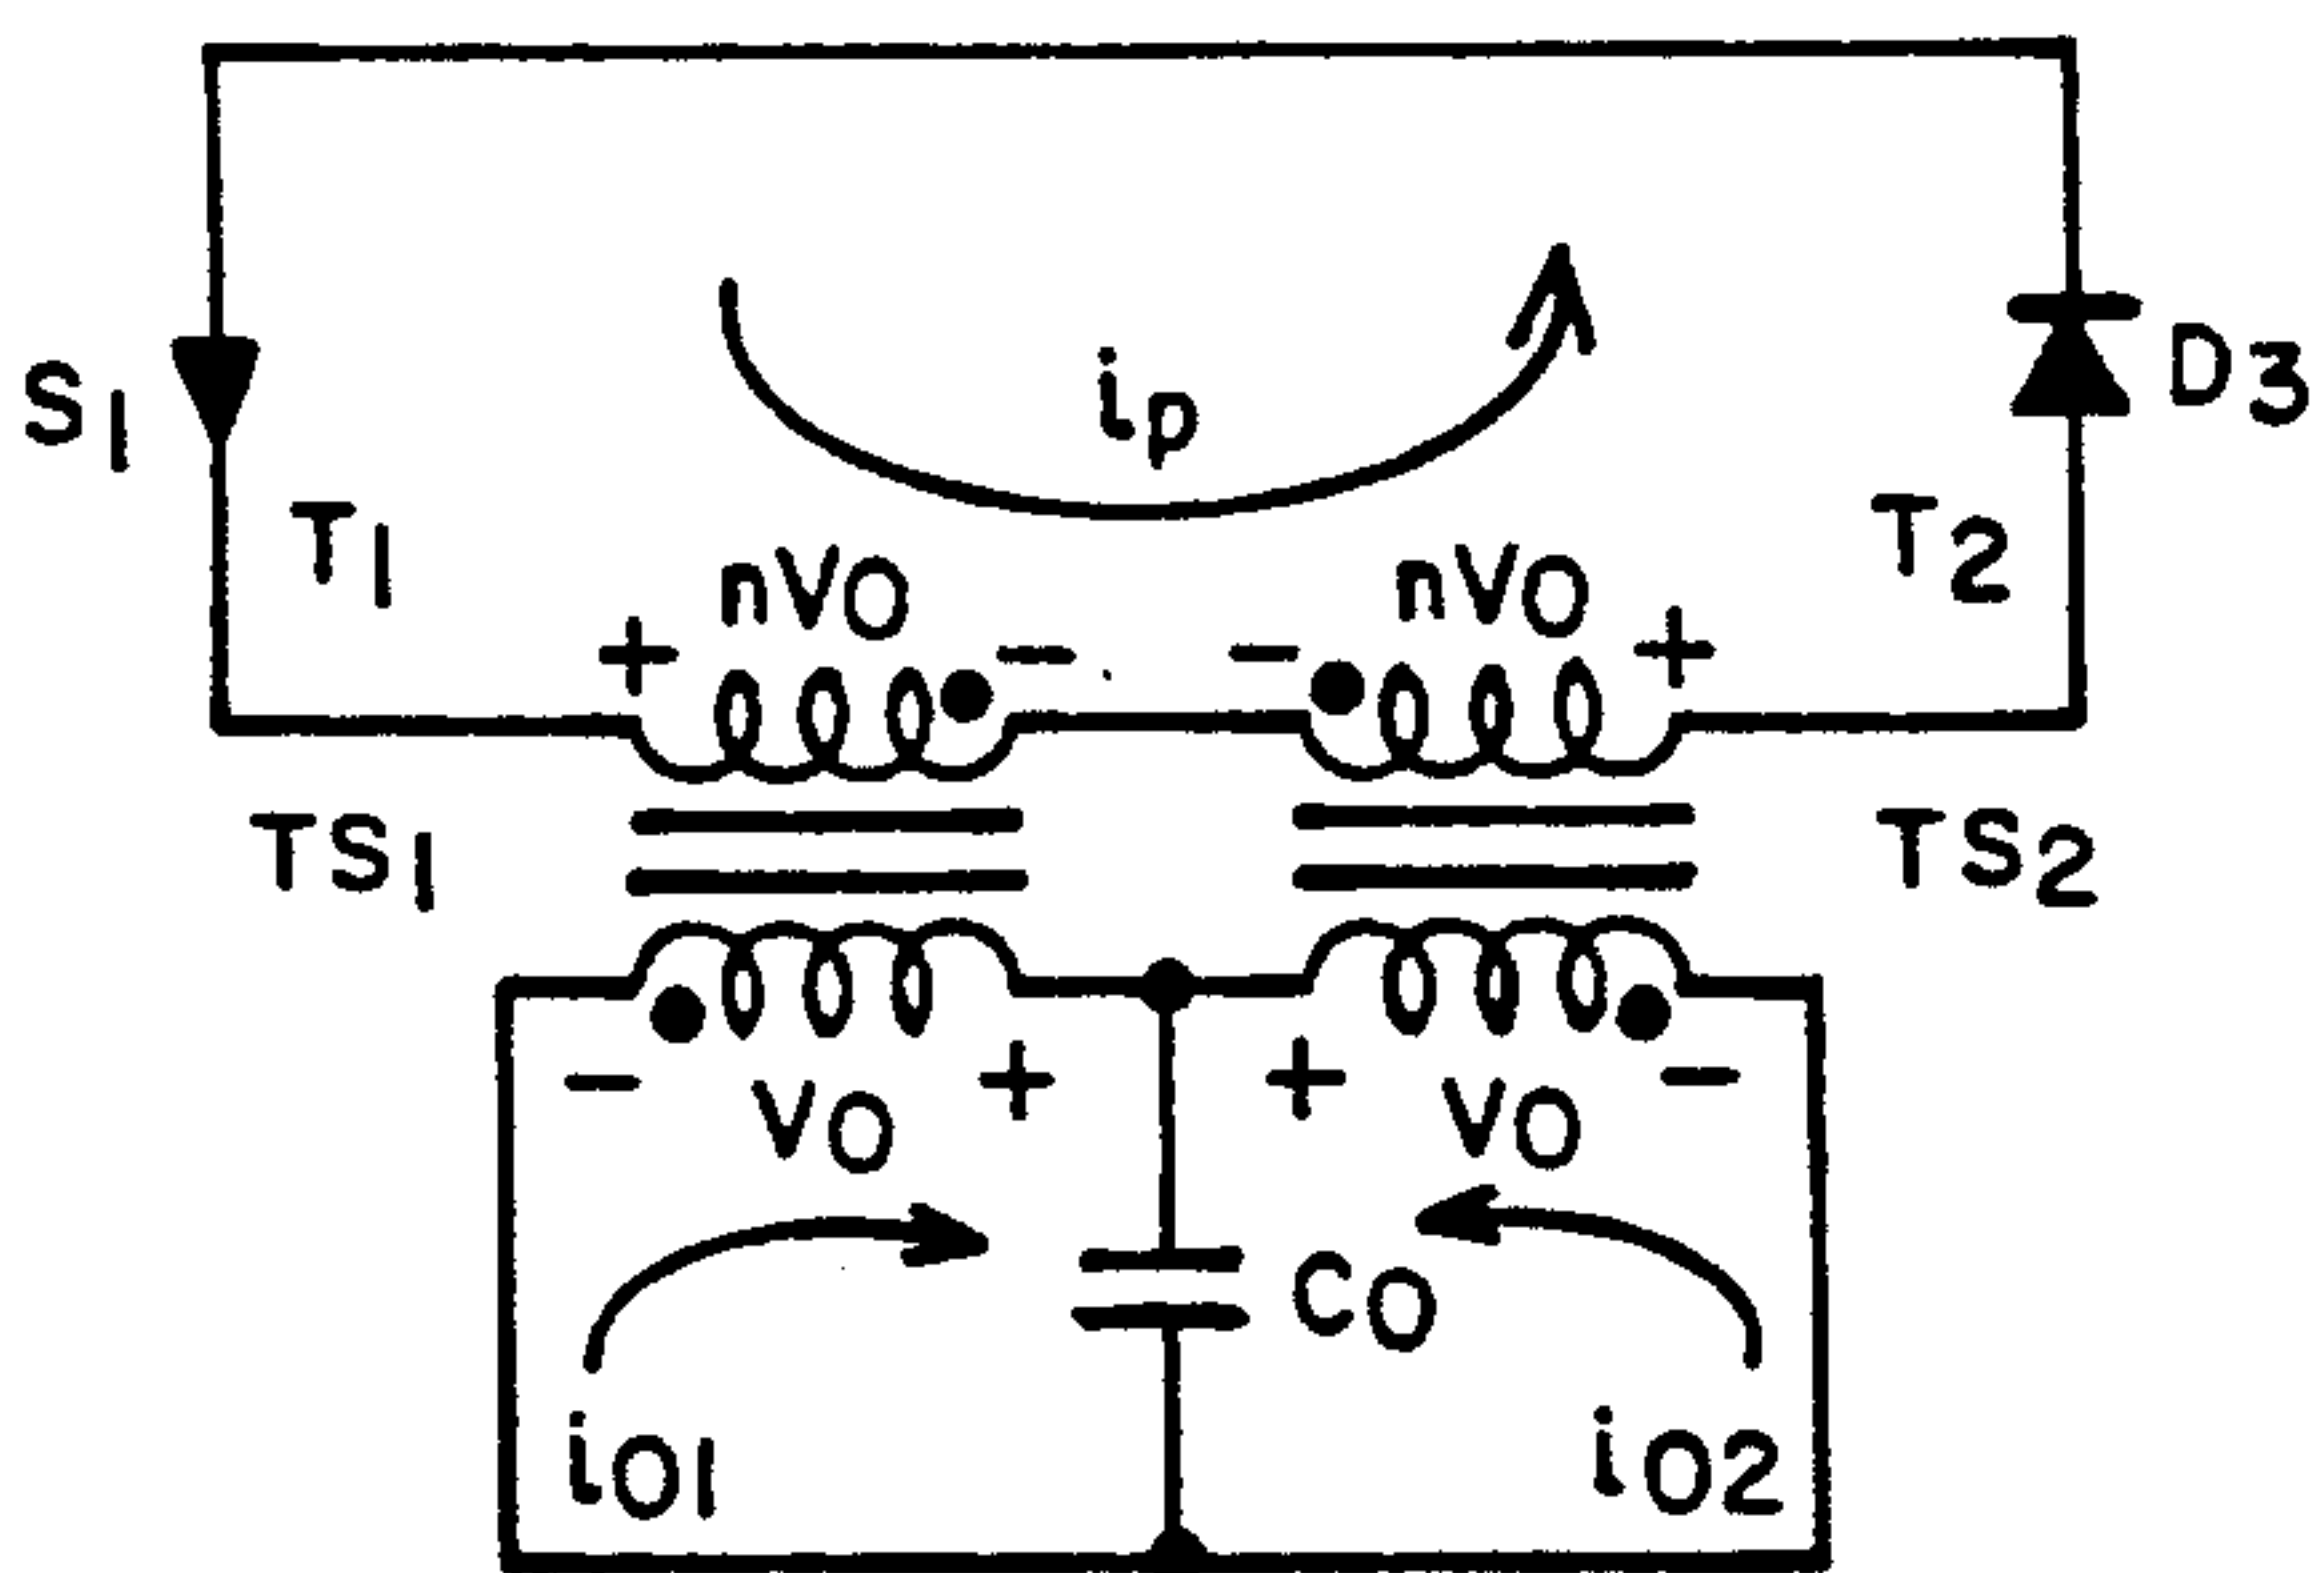 ip
S1
D3
T1
T2
nVO
nVO
+
-
-
+
TS1
TS2
-
+
+
-
VO
VO
CO
iO1
iO2